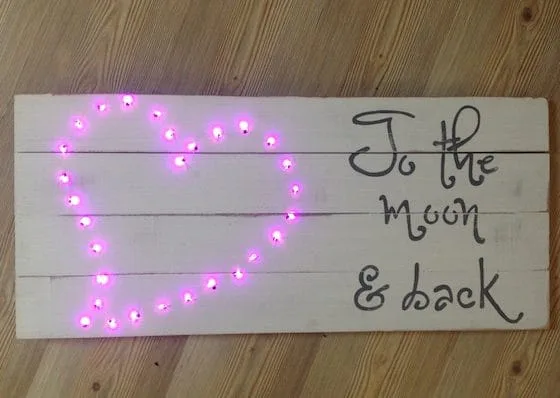 To the
moon
& back